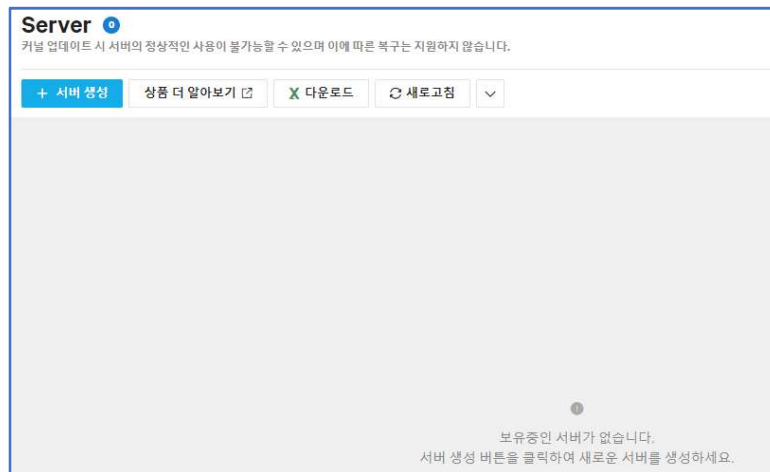 Server 0
커널 업데이트 시 서버의 정상적인 사용이 불가능할 수 있으며 이에 따른 복구는 지원하지 않습니다.
+ 서버 생성 상품 더 알아보기 다운로드 새로고침
보유중인 서버가 없습니다.
서버 생성 버튼을 클릭하여 새로운 서버를 생성하세요.